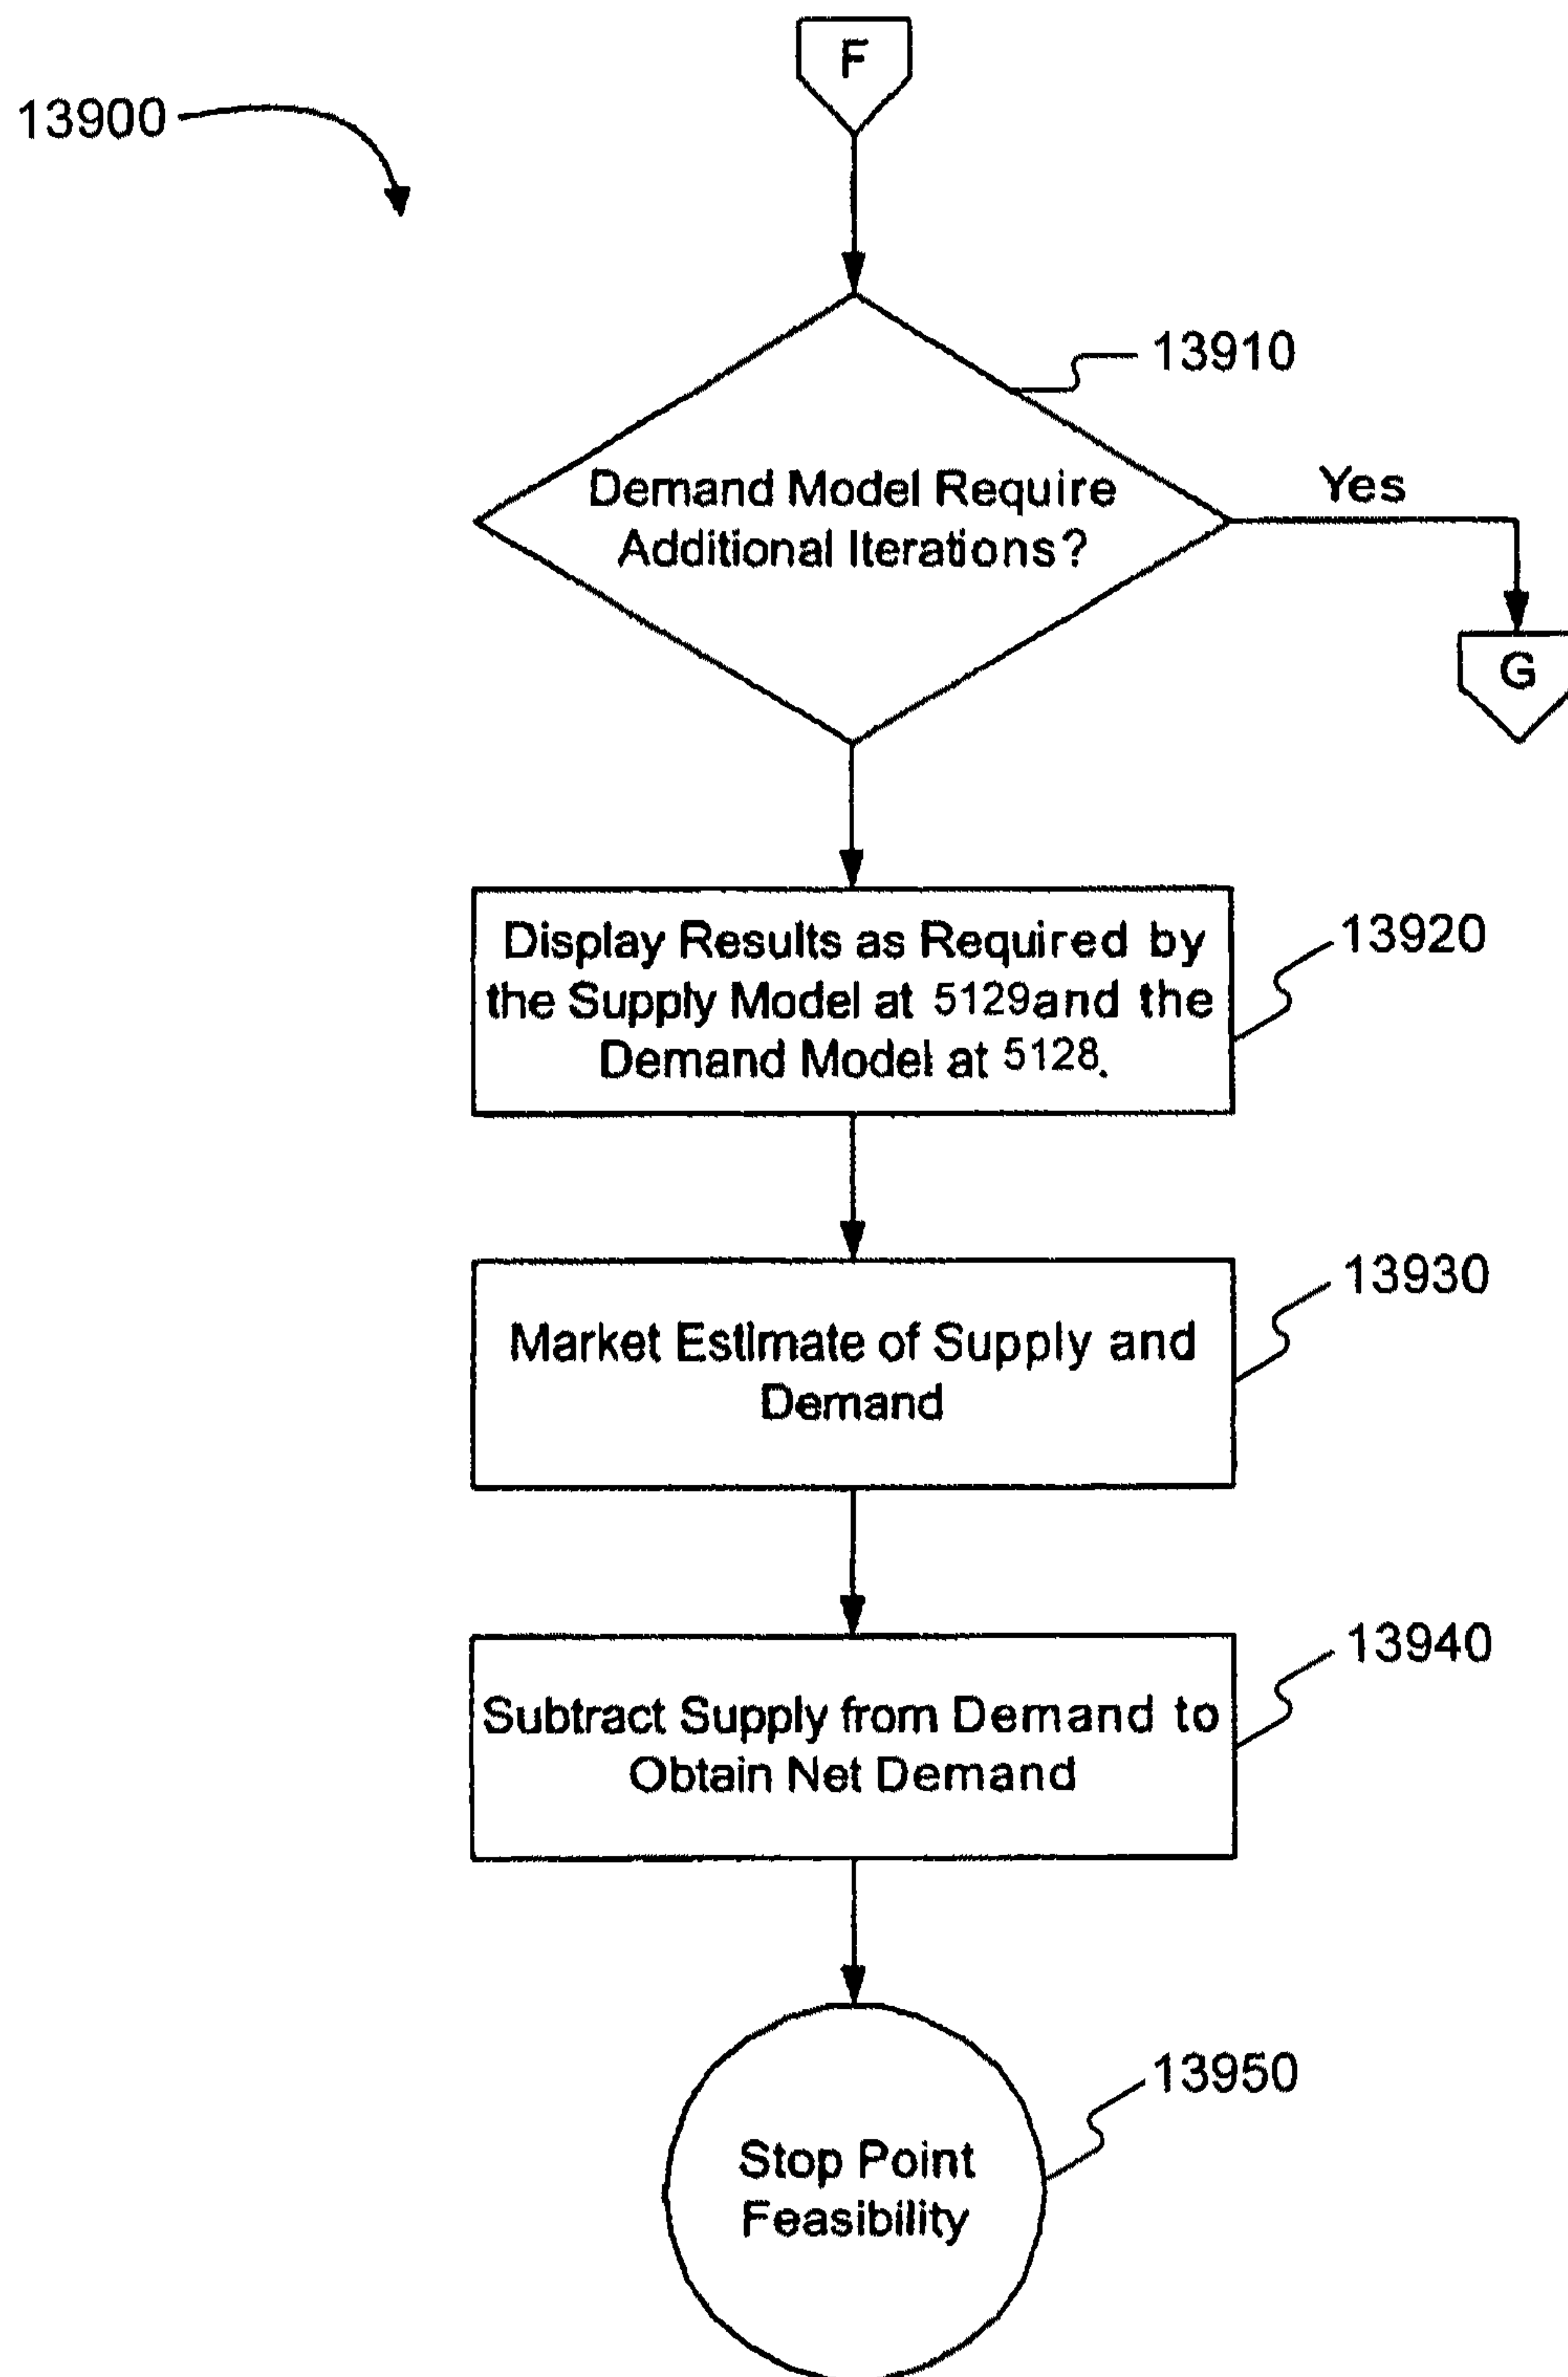 F
13900
13910
Demand Model Require
Additional Iterations?
Yes
G
Display Results as Required by
the Supply Model at 5129 and the
Demand Model at 5128.
13920
Market Estimate of Supply and
Demand
13930
Subtract Supply from Demand to
Obtain Net Demand
13940
Stop Point
Feasibility
13950